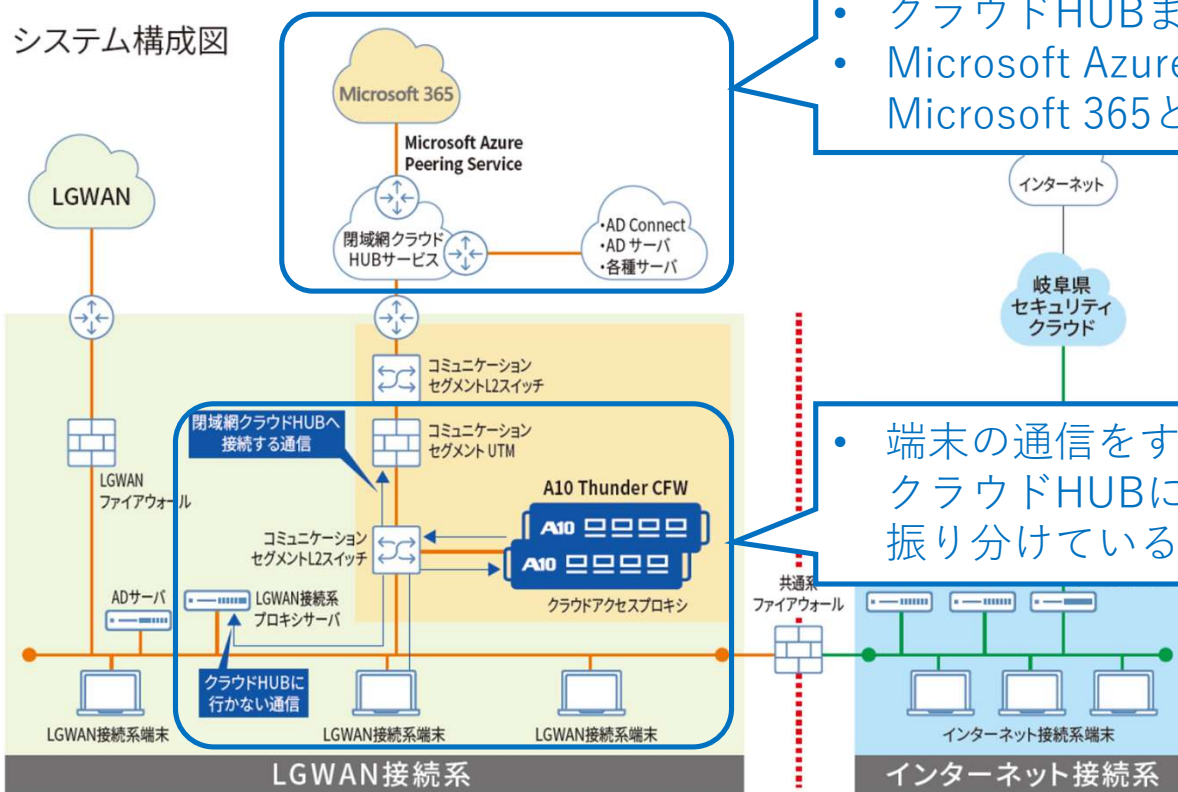 システム構成図
Microsoft 365
Microsoft Azure
Peering Service
LGWAN
閉域網クラウド
HUBサービス
・AD Connect
・AD サーバ
・各種サーバ
• クラウドHUBま
• Microsoft Azure
Microsoft 365と
インターネット
岐阜県
セキュリティ
クラウド
コミュニケーション
セグメントL2スイッチ
閉域網クラウドHUBへ
接続する通信
コミュニケーション
セグメント UTM
LGWAN
ファイアウォール
A10 Thunder CFW
A10
A10
クラウドアクセスプロキシ
コミュニケーション
セグメントL2スイッチ
• 端末の通信をす
クラウドHUBに
振り分けている
ADサーバ
LGWAN接続系
プロキシサーバ
共通系
ファイアウォール
クラウドHUBに
行かない通信
LGWAN接続系端末
LGWAN接続系端末
LGWAN接続系端末
インターネット接続系端末
LGWAN接続系
インターネット接続系